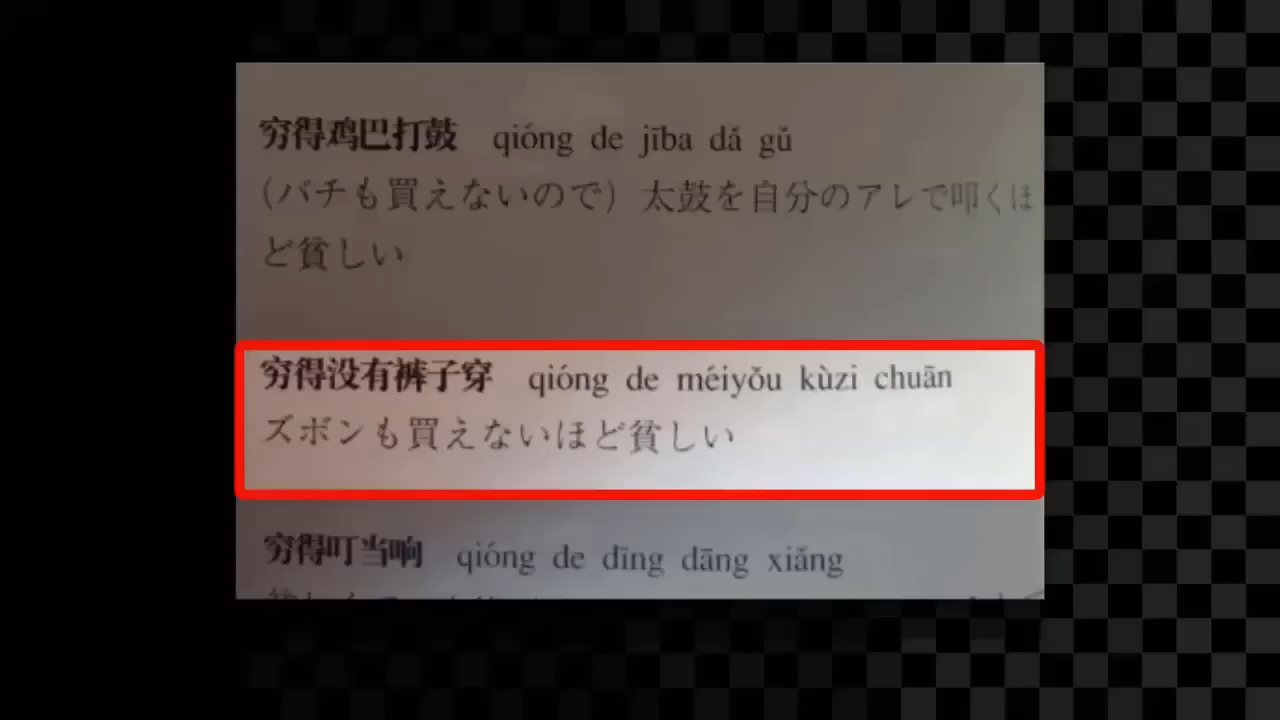 穷得鸡巴打鼓 qióng de jība dǎ gǔ
（バチも買えないので）太鼓を自分のアレで叩くほ
ど貧しい
穷得没有裤子穿 qióng de méiyǒu kùzi chuān
ズボンも買えないほど貧しい
穷得叮当响 qióng de dīng dāng xiǎng